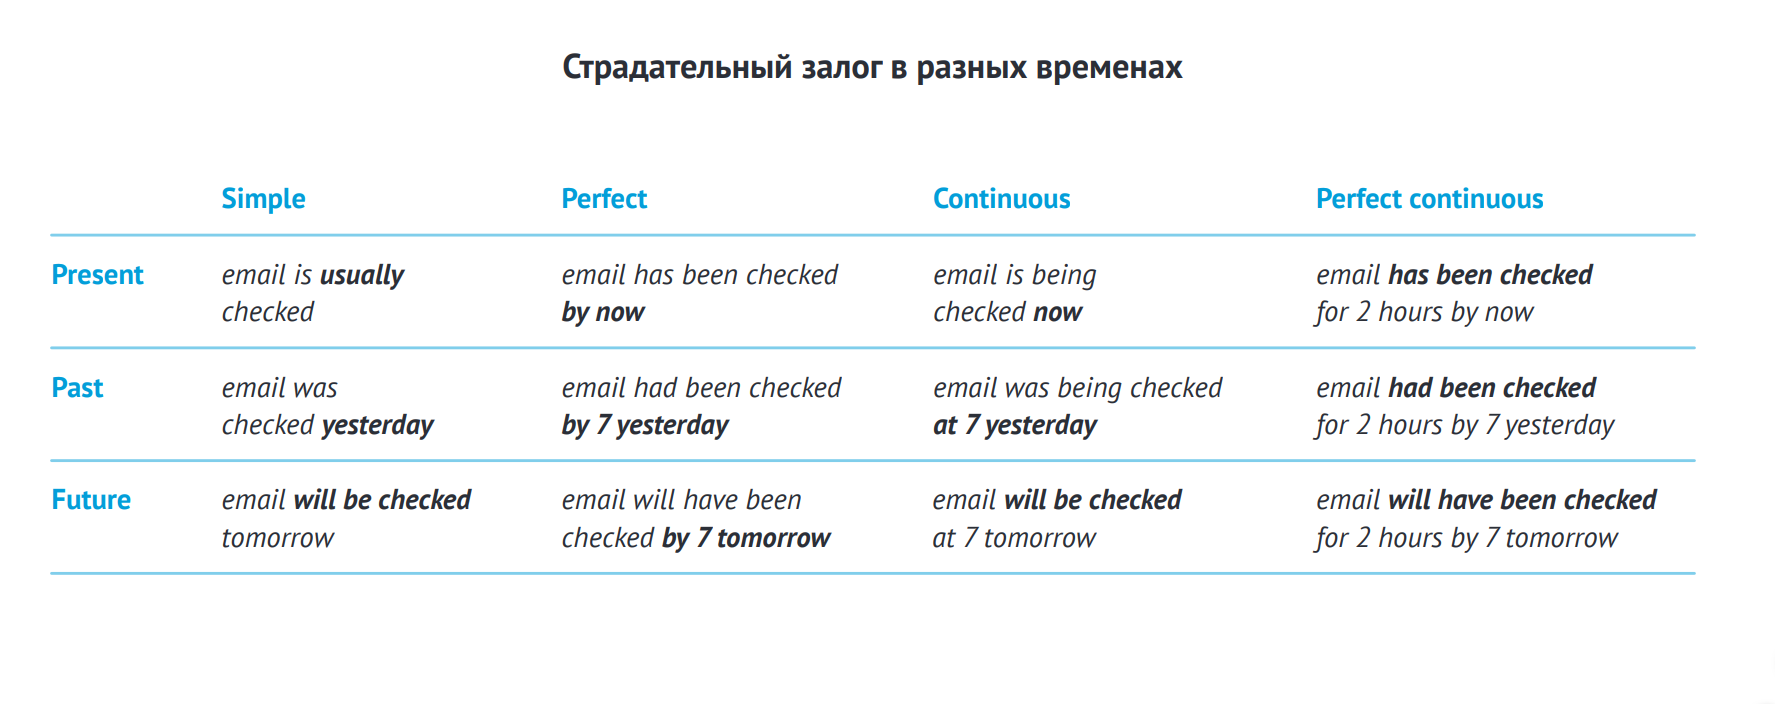 Страдательный залог в разных временах
Simple Perfect Continuous Perfect continuous
Present email is usually email has been checked email is being email has been checked
checked by now checked now for 2 hours by now
Past email was email had been checked email was being checked email had been checked
checked yesterday by 7 yesterday at 7 yesterday for 2 hours by 7 yesterday
Future email will be checked email will have been email will be checked email will have been checked
tomorrow checked by 7 tomorrow at 7 tomorrow for 2 hours by 7 tomorrow